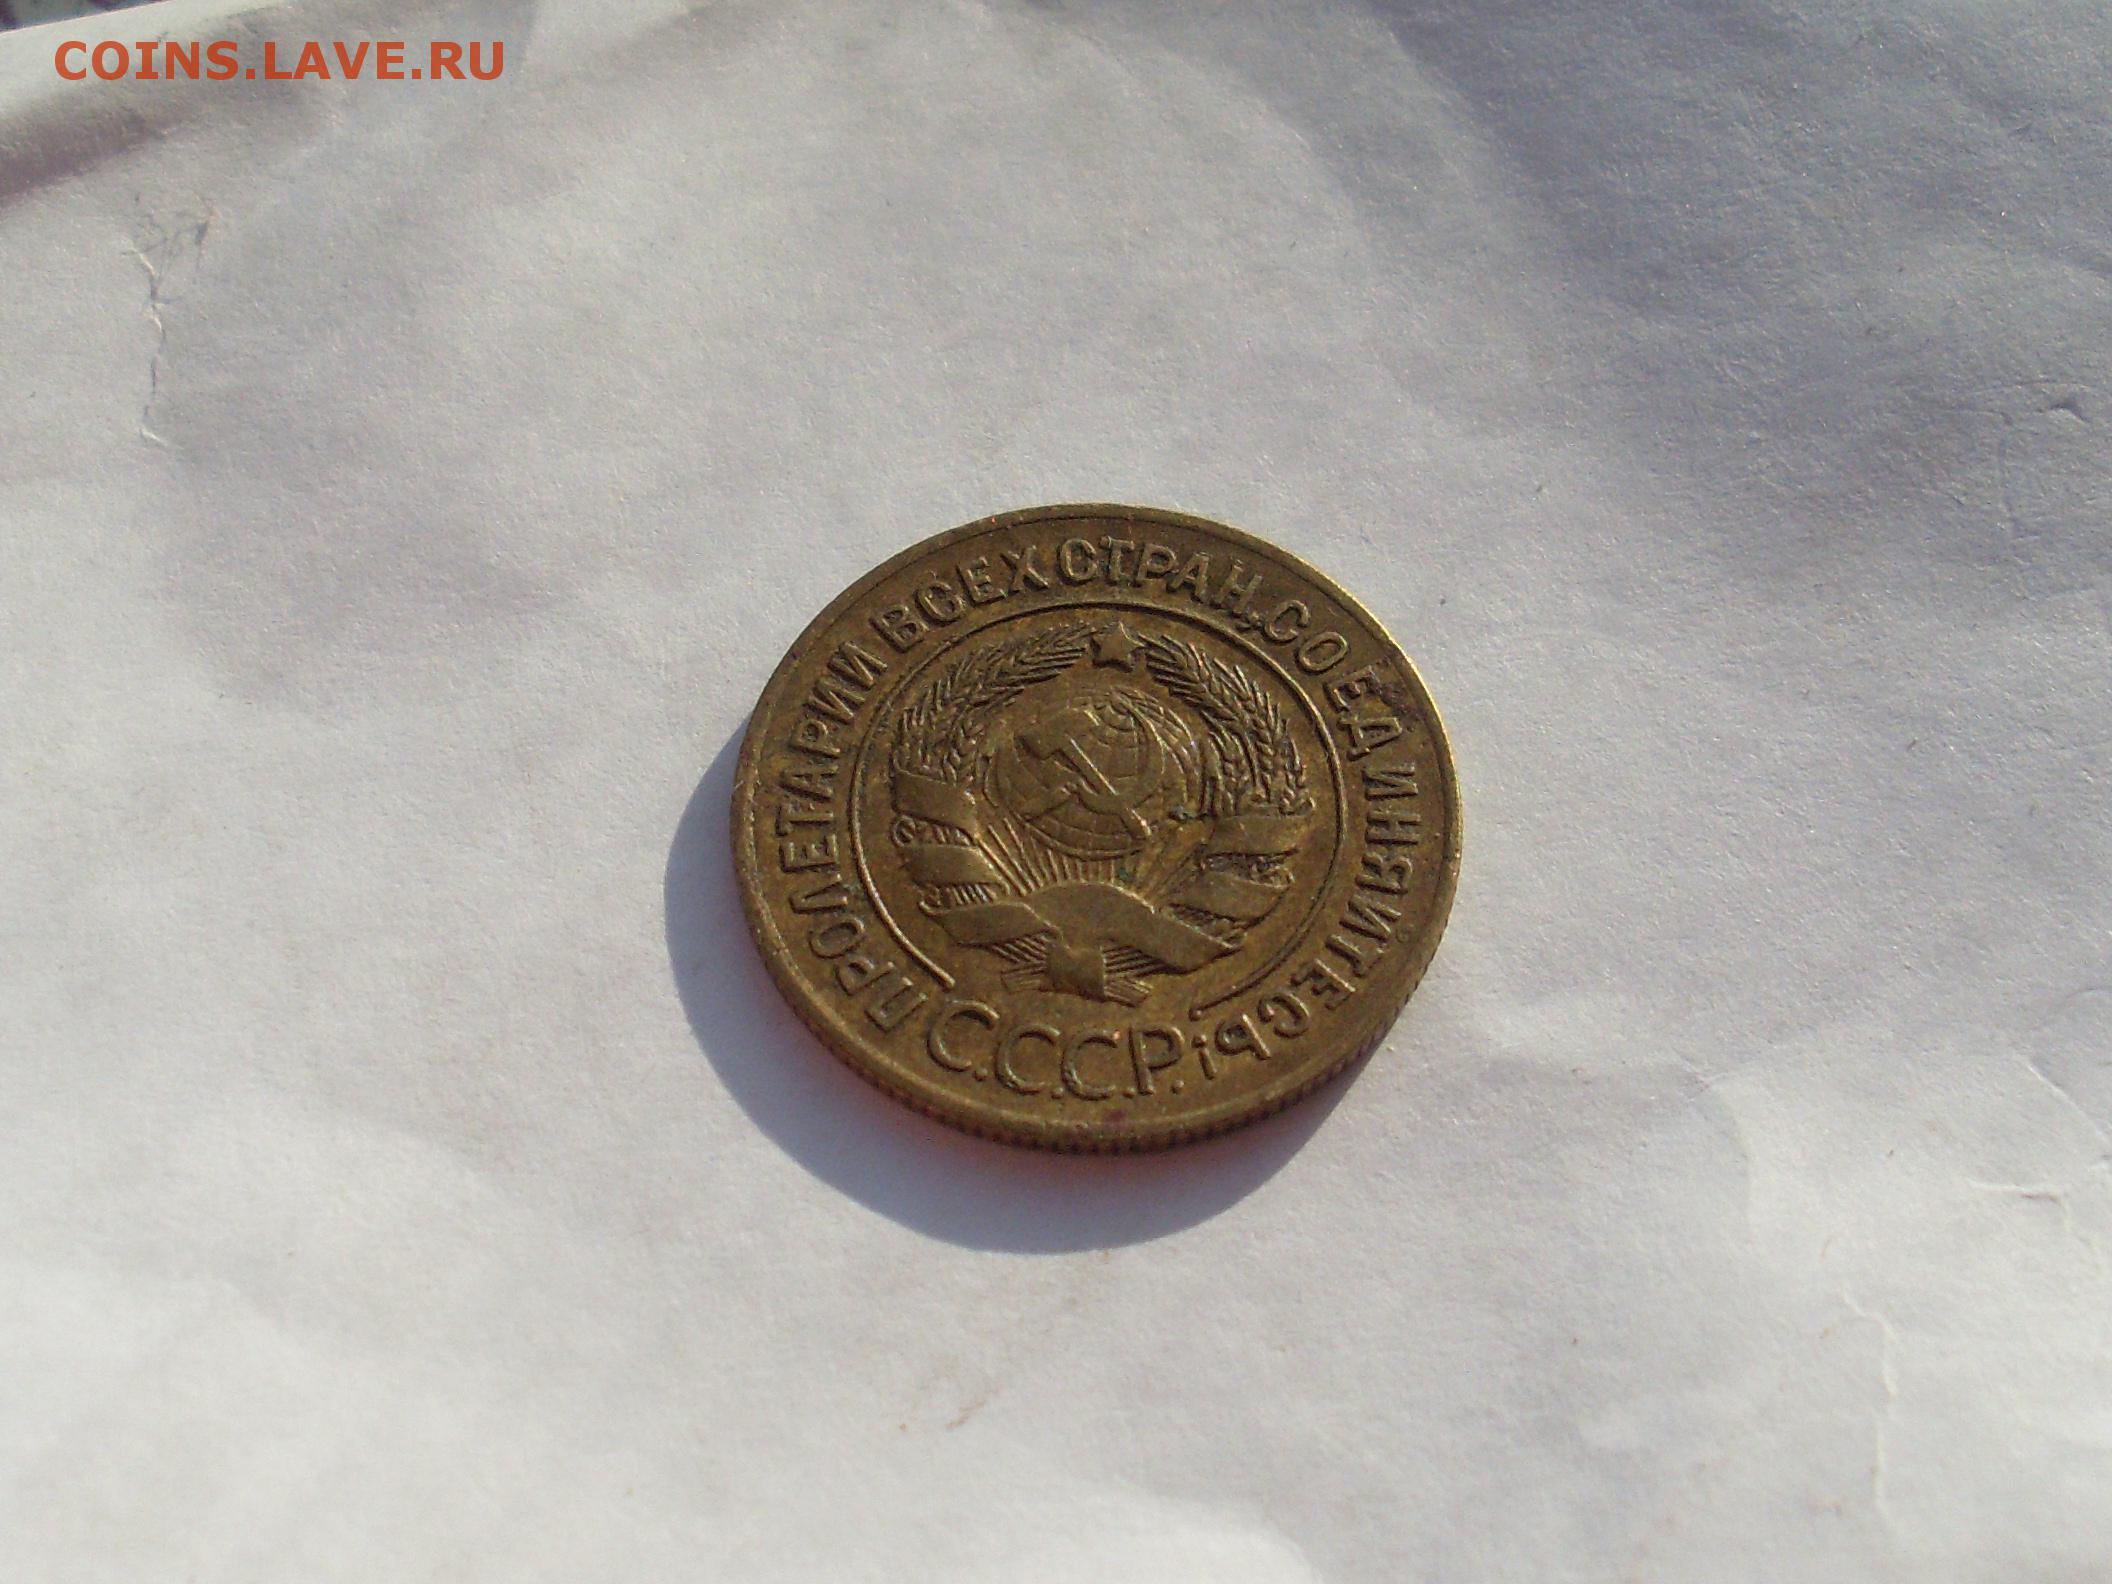 COINS.LAVE.RU
ПРОЛЕТАРИИ ВСЕХ СТРАН, СОЕДИНЯЙТЕСЬ!
С.С.С.Р.